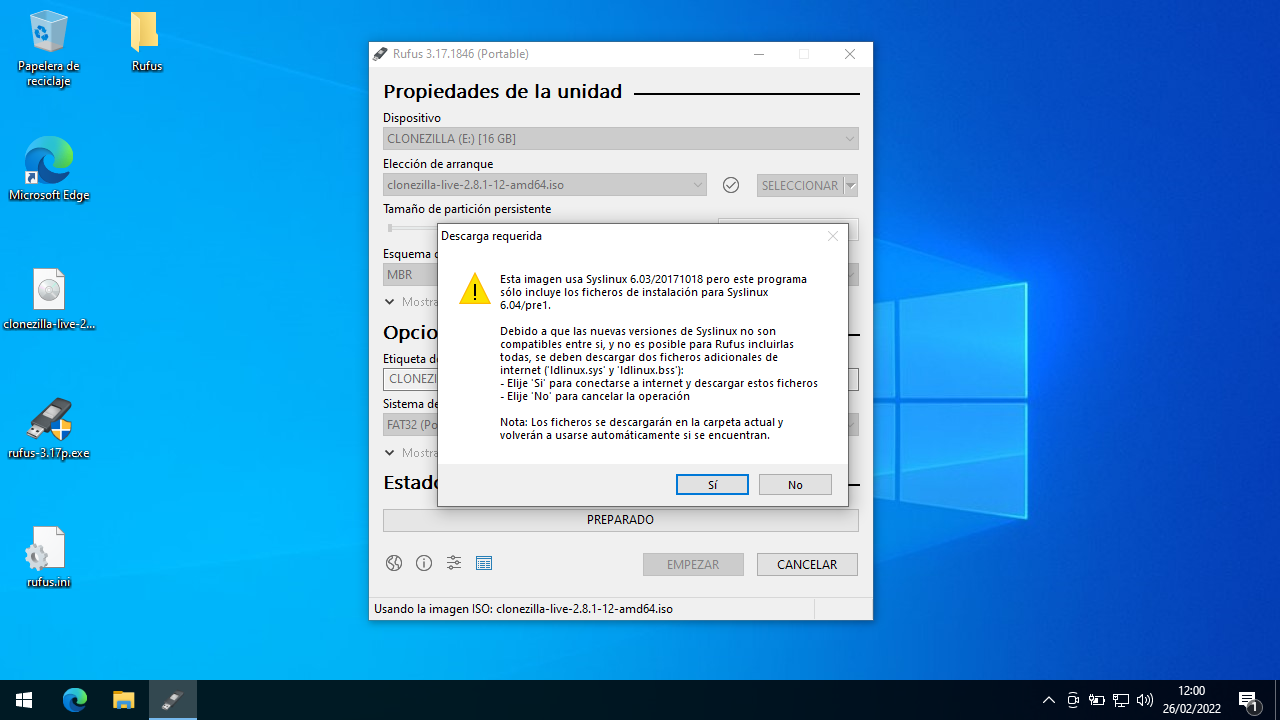 Papelera de
reciclaje
Rufus
Microsoft Edge
clonezilla-live-2...
rufus-3.17p.exe
rufus.ini
Rufus 3.17.1846 (Portable)
Propiedades de la unidad
Dispositivo
CLONEZILLA (E:) [16 GB]
Elección de arranque
clonezilla-live-2.8.1-12-amd64.iso
SELECCIONAR
Tamaño de partición persistente
Descarga requerida
Esquema
MBR
Mostra
Esta imagen usa Syslinux 6.03/20171018 pero este programa
sólo incluye los ficheros de instalación para Syslinux
6.04/pre1.
Debido a que las nuevas versiones de Syslinux no son
compatibles entre si, y no es posible para Rufus incluirlas
todas, se deben descargar dos ficheros adicionales de
internet ('ldlinux.sys' y 'ldlinux.bss'):
- Elije 'Si' para conectarse a internet y descargar estos ficheros
- Elije 'No' para cancelar la operación
Nota: Los ficheros se descargarán en la carpeta actual y
volverán a usarse automáticamente si se encuentran.
Sí
No
Opcio
Etiqueta d
CLONEZI
Sistema de
FAT32 (Po
Mostra
Estado
PREPARADO
EMPEZAR
CANCELAR
Usando la imagen ISO: clonezilla-live-2.8.1-12-amd64.iso
12:00
26/02/2022
1